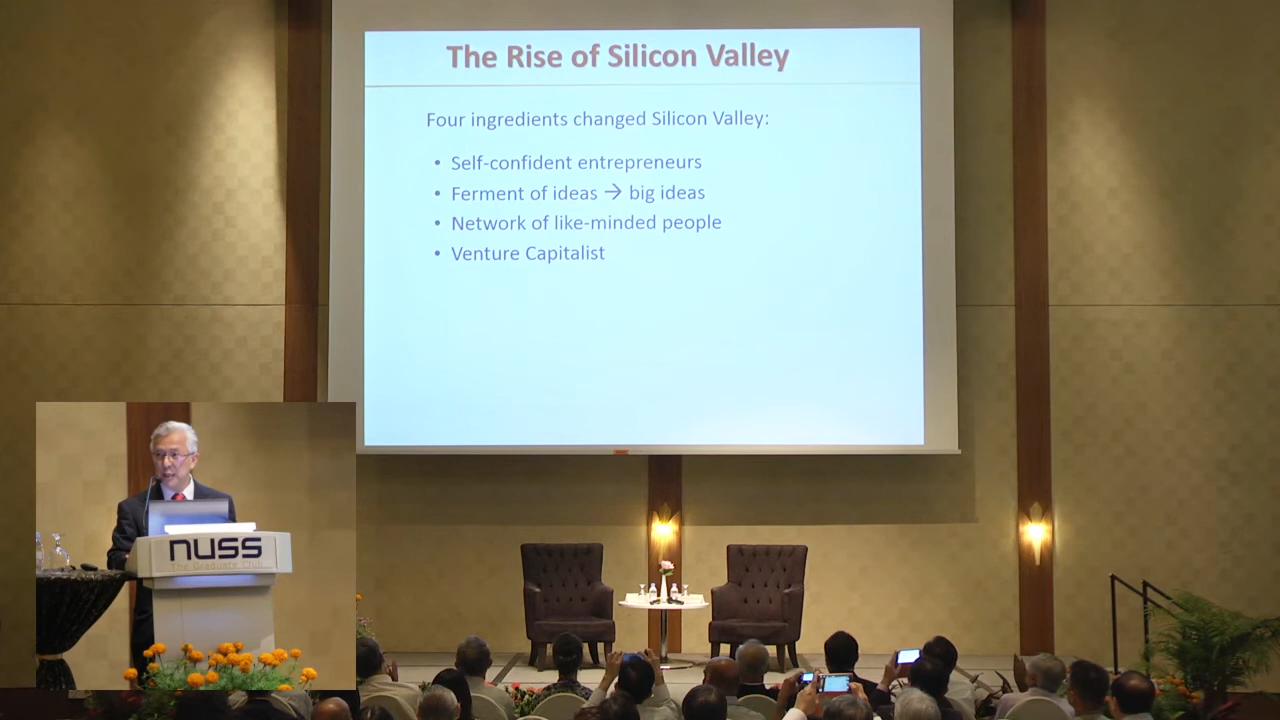 The Rise of Silicon Valley
Four ingredients changed Silicon Valley:
• Self-confident entrepreneurs
• Ferment of ideas → big ideas
• Network of like-minded people
• Venture Capitalist
nuss
The Graduate Club